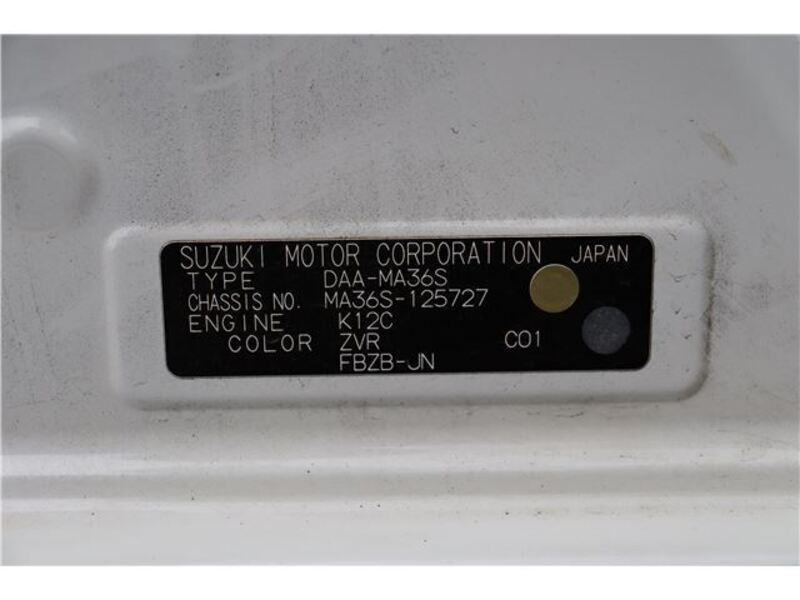 SUZUKI MOTOR CORPORATION JAPAN
TYPE DAA-MA36S
CHASSIS NO. MA36S-125727
ENGINE K12C
COLOR ZVR C01
FBZB-JN